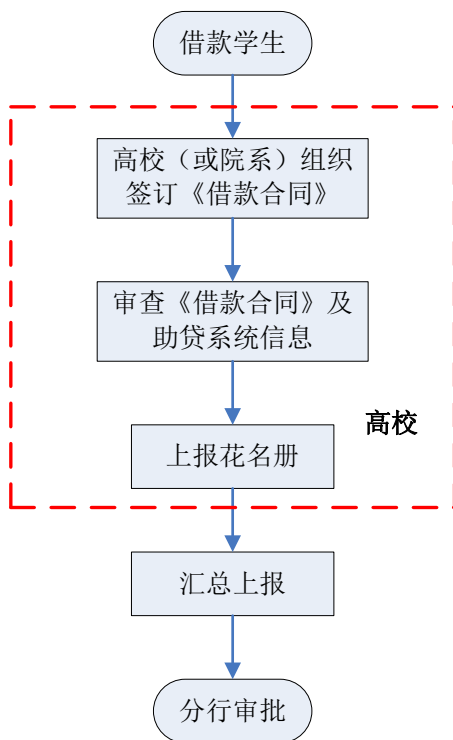 借款学生
高校（或院系）组织
签订《借款合同》
审查《借款合同》及
助贷系统信息
高校
上报花名册
汇总上报
分行审批